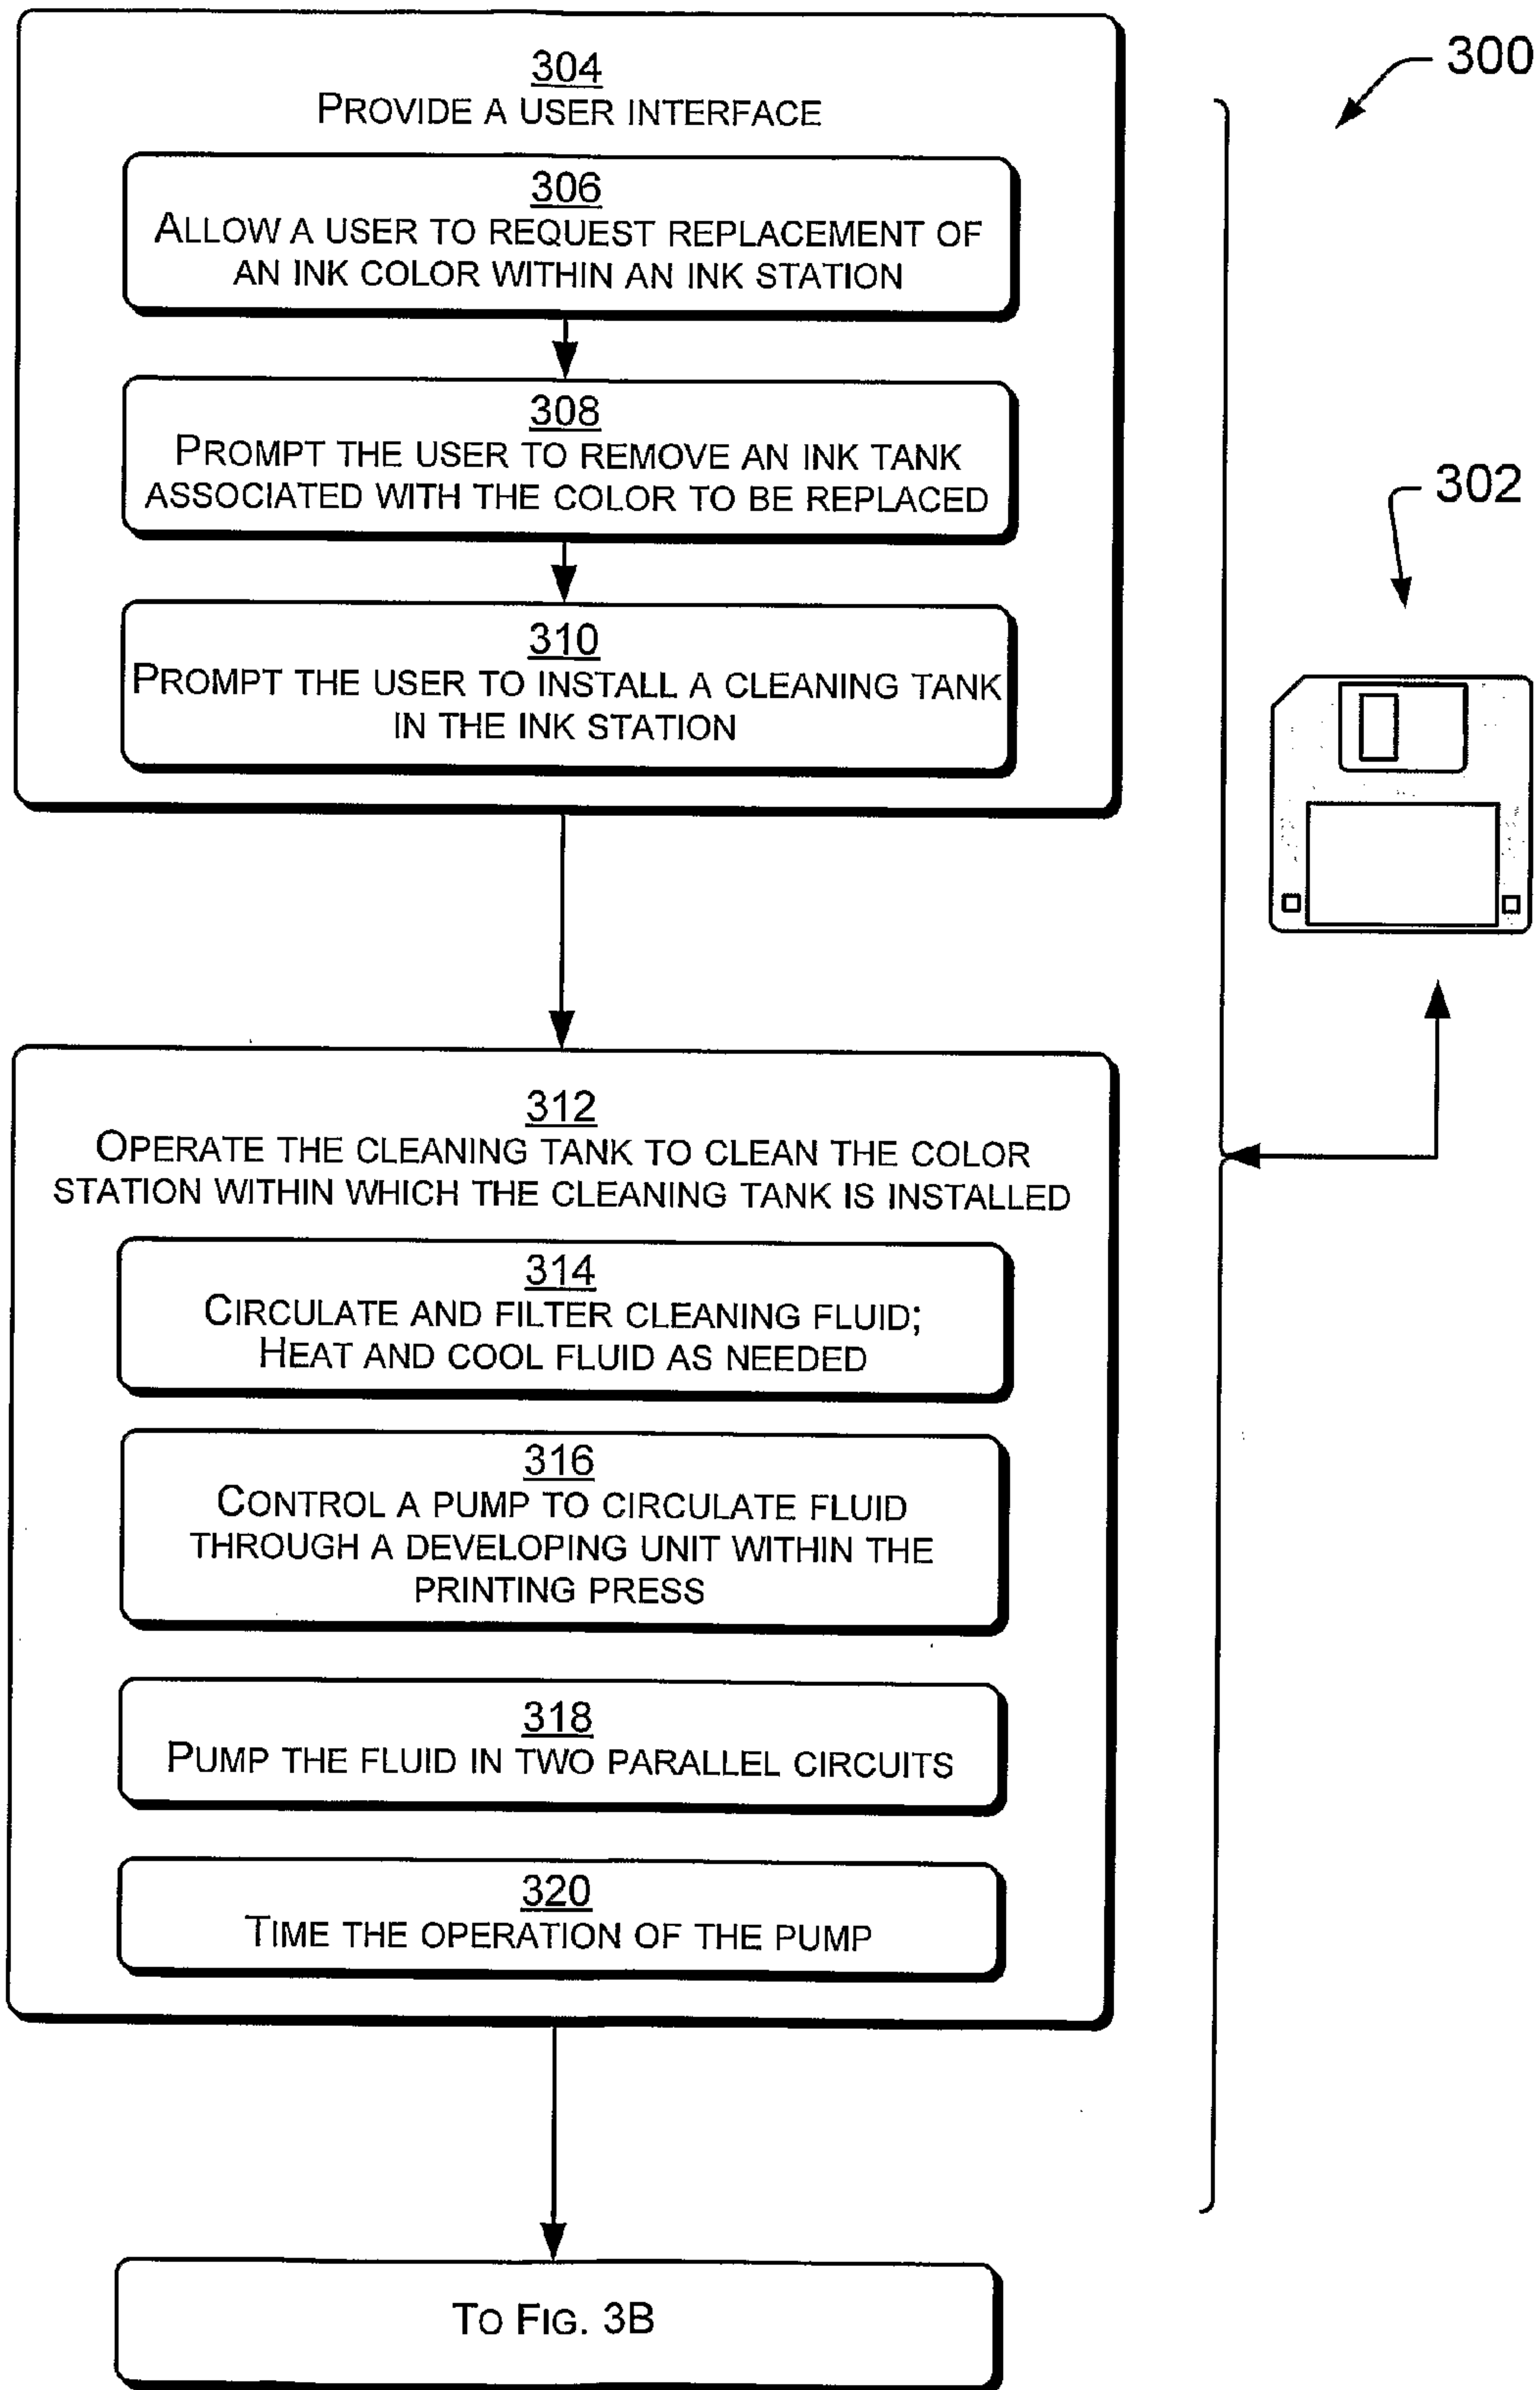 304
PROVIDE A USER INTERFACE
306
ALLOW A USER TO REQUEST REPLACEMENT OF
AN INK COLOR WITHIN AN INK STATION
308
PROMPT THE USER TO REMOVE AN INK TANK
ASSOCIATED WITH THE COLOR TO BE REPLACED
310
PROMPT THE USER TO INSTALL A CLEANING TANK
IN THE INK STATION
300
302
312
OPERATE THE CLEANING TANK TO CLEAN THE COLOR
STATION WITHIN WHICH THE CLEANING TANK IS INSTALLED
314
CIRCULATE AND FILTER CLEANING FLUID;
HEAT AND COOL FLUID AS NEEDED
316
CONTROL A PUMP TO CIRCULATE FLUID
THROUGH A DEVELOPING UNIT WITHIN THE
PRINTING PRESS
318
PUMP THE FLUID IN TWO PARALLEL CIRCUITS
320
TIME THE OPERATION OF THE PUMP
TO FIG. 3B